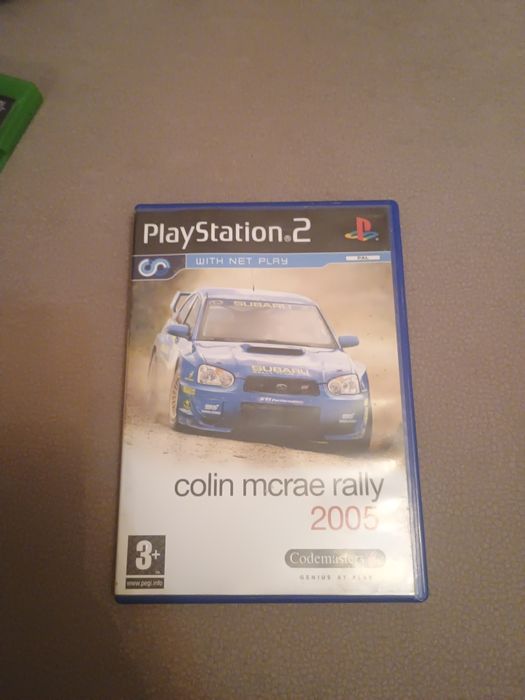 PlayStation®2
WITH NET PLAY
PAL
SUBARU
SUBARU
colin mcrae rally
2005
3+
www.pegi.info
Codemasters
GENIUS AT PLAY